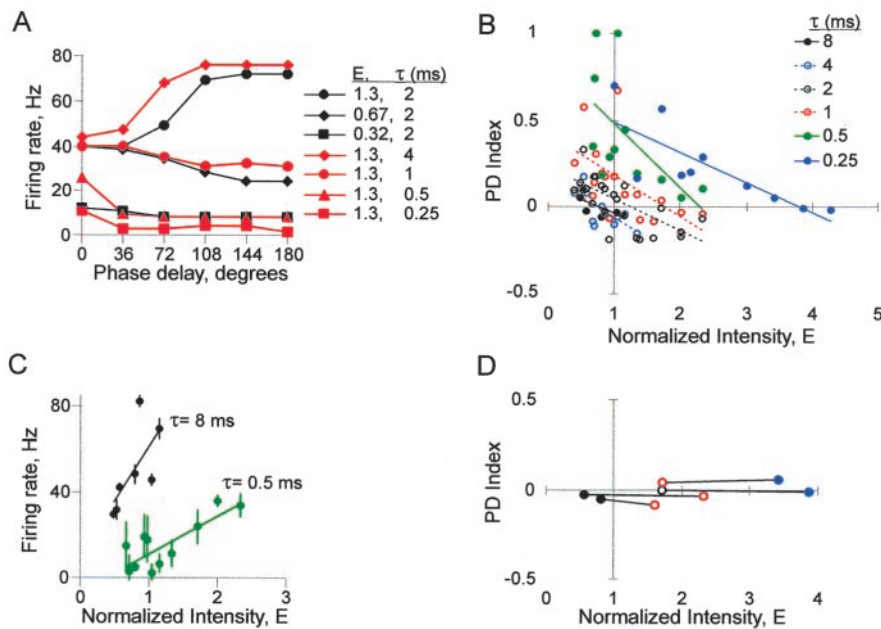 A
Firing rate, Hz
80
40
0
0 36 72 108 144 180
Phase delay, degrees
E, τ (ms)
1.3, 2
0.67, 2
0.32, 2
1.3, 4
1.3, 1
1.3, 0.5
1.3, 0.25
B
PD Index
1
0.5
0
-0.5
0 1 2 3 4 5
Normalized Intensity, E
τ (ms)
8
4
2
1
0.5
0.25
C
Firing rate, Hz
80
40
0
0 1 2 3
Normalized Intensity, E
τ= 8 ms
τ= 0.5 ms
D
PD Index
0.5
0
-0.5
0 1 2 3 4
Normalized Intensity, E